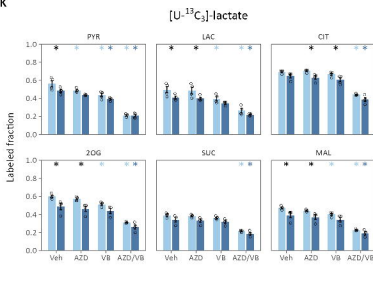 K
[U-¹³C₃]-lactate
PYR LAC CIT
1.0 * * * * * * * * * * * * * * * *
0.8
0.6
0.4
0.2
0.0
Labeled fraction
2OG SUC MAL
1.0 * * * * * * * * * * * * * *
0.8
0.6
0.4
0.2
0.0
Veh AZD VB AZD/VB Veh AZD VB AZD/VB Veh AZD VB AZD/VB